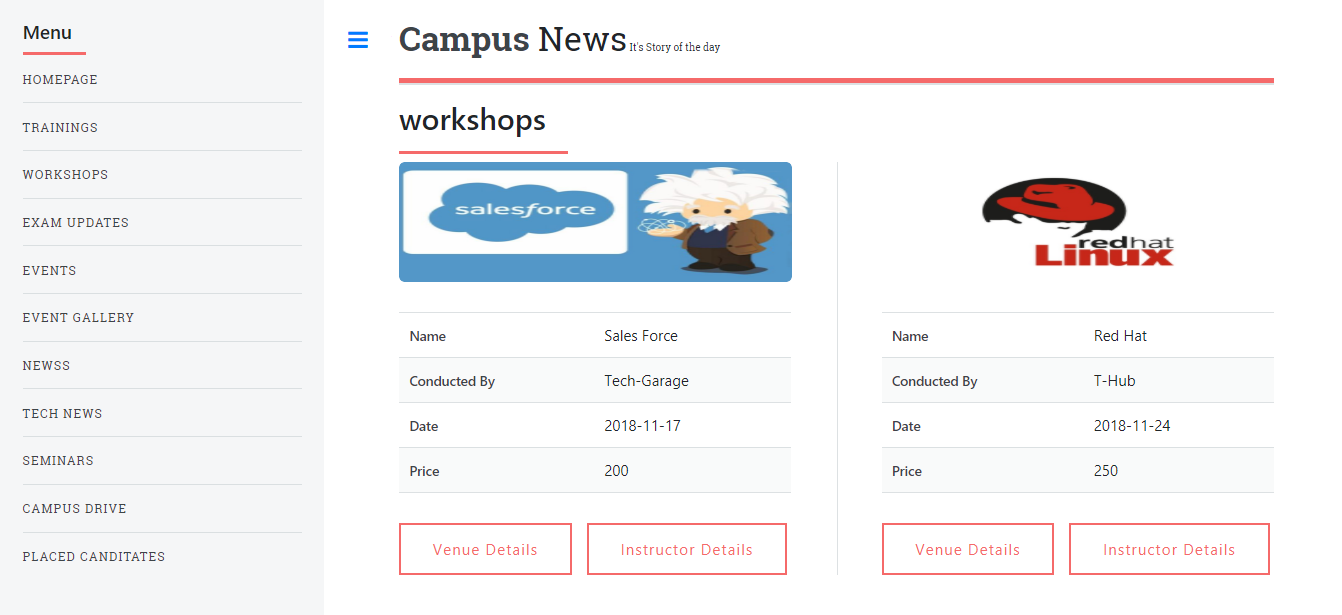 Menu
HOMEPAGE
TRAININGS
WORKSHOPS
EXAM UPDATES
EVENTS
EVENT GALLERY
NEWSS
TECH NEWS
SEMINARS
CAMPUS DRIVE
PLACED CANDITATES
Campus News It's Story of the day
workshops
salesforce
Name Sales Force
Conducted By Tech-Garage
Date 2018-11-17
Price 200
Venue Details Instructor Details
redhat
Linux
Name Red Hat
Conducted By T-Hub
Date 2018-11-24
Price 250
Venue Details Instructor Details